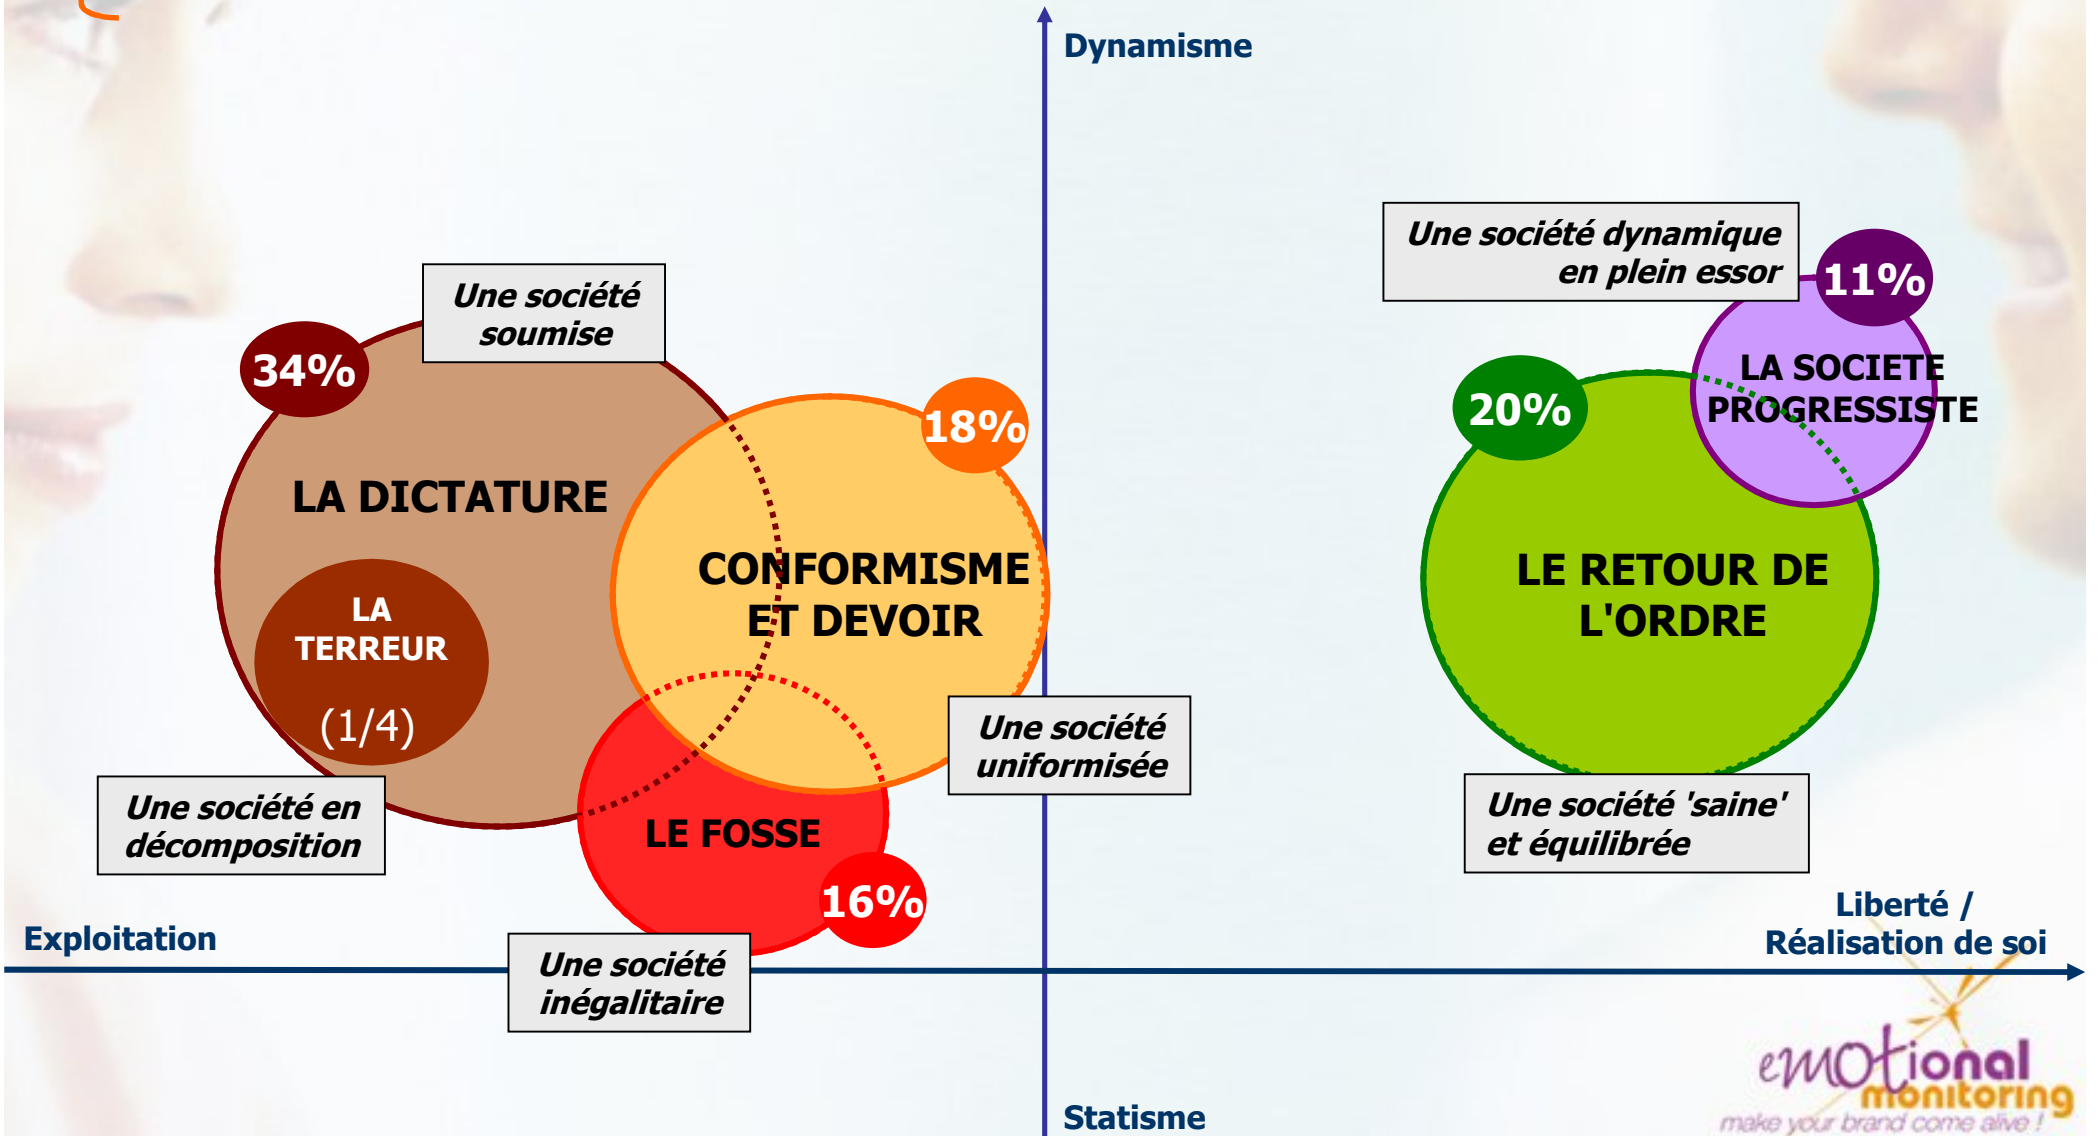 Dynamisme
Une société dynamique
en plein essor
11%
Une société
soumise
34%
LA SOCIETE
PROGRESSISTE
20%
18%
LA DICTATURE
CONFORMISME
ET DEVOIR
LE RETOUR DE
L'ORDRE
LA
TERREUR
(1/4)
Une société
uniformisée
Une société en
décomposition
Une société 'saine'
et équilibrée
LE FOSSE
16%
Exploitation
Liberté /
Réalisation de soi
Une société
inégalitaire
emotional
monitoring
make your brand come alive !
Statisme